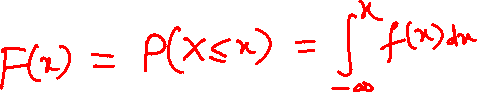 F(x) = P(X≤x) = ∫_{-∞}^{x} f(x) dx